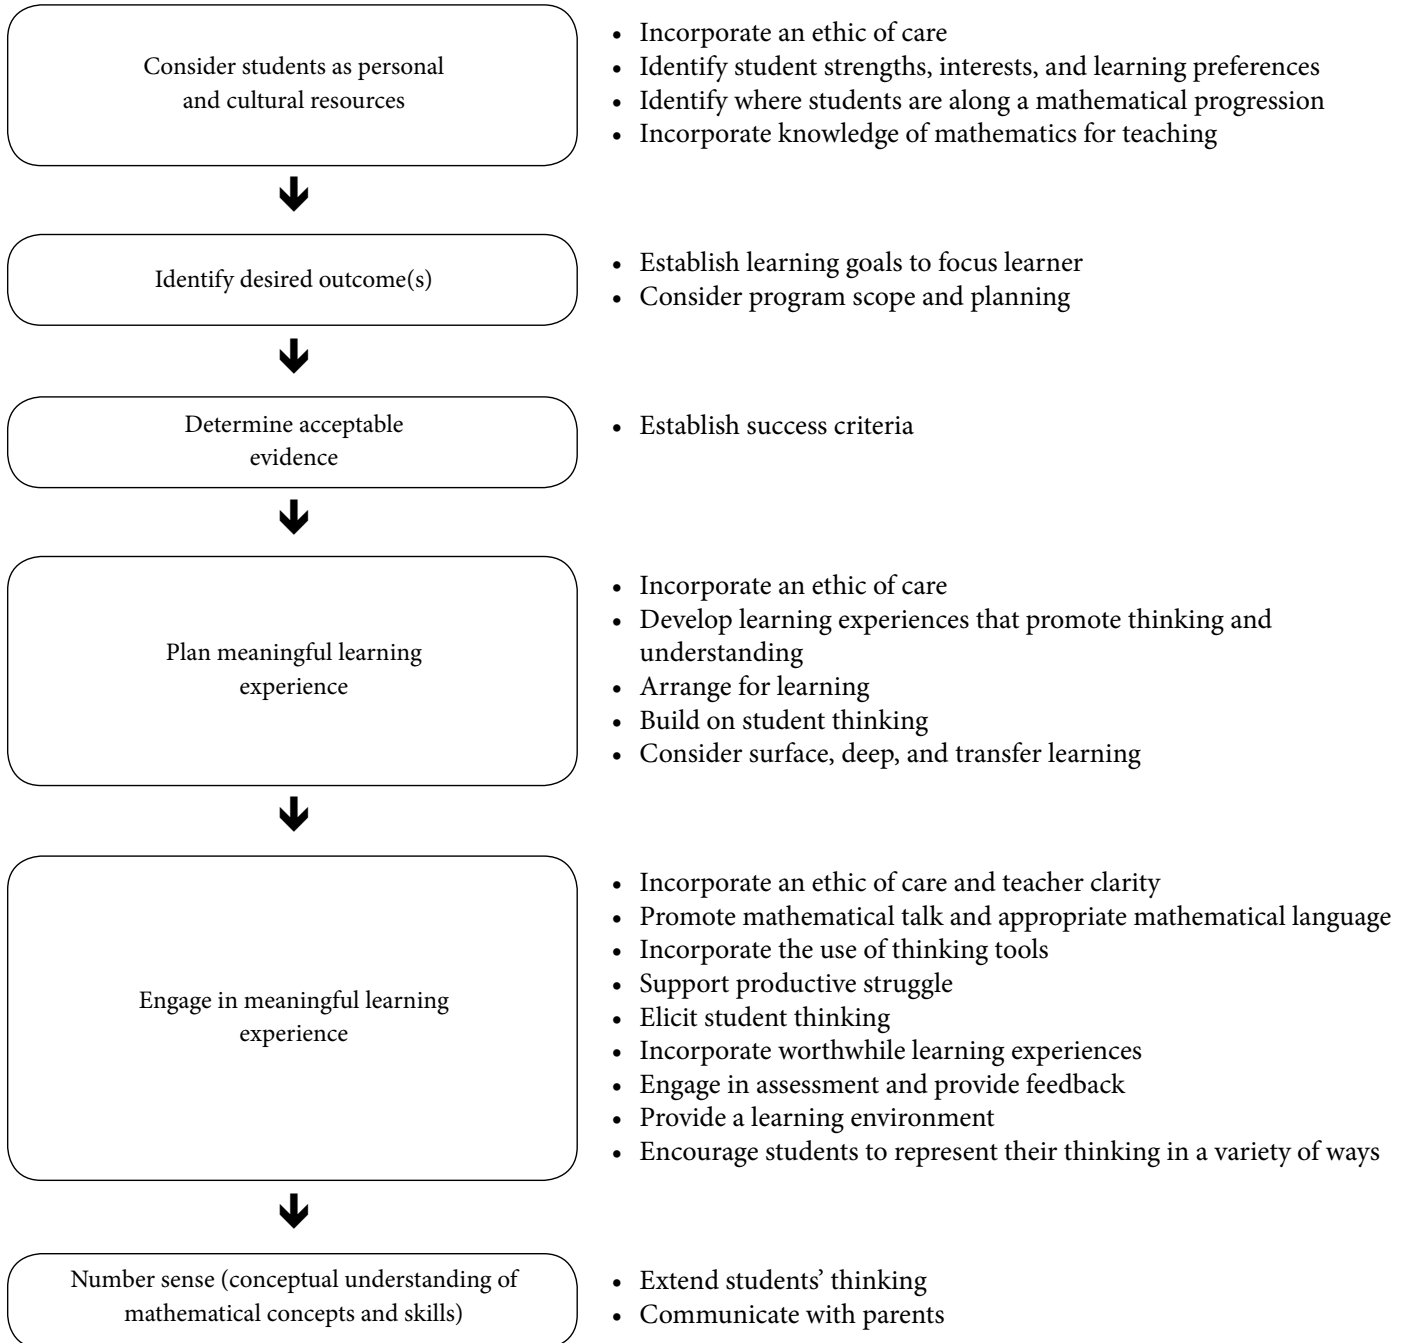 Consider students as personal
and cultural resources
• Incorporate an ethic of care
• Identify student strengths, interests, and learning preferences
• Identify where students are along a mathematical progression
• Incorporate knowledge of mathematics for teaching
Identify desired outcome(s)
• Establish learning goals to focus learner
• Consider program scope and planning
Determine acceptable
evidence
• Establish success criteria
Plan meaningful learning
experience
• Incorporate an ethic of care
• Develop learning experiences that promote thinking and
understanding
• Arrange for learning
• Build on student thinking
• Consider surface, deep, and transfer learning
Engage in meaningful learning
experience
• Incorporate an ethic of care and teacher clarity
• Promote mathematical talk and appropriate mathematical language
• Incorporate the use of thinking tools
• Support productive struggle
• Elicit student thinking
• Incorporate worthwhile learning experiences
• Engage in assessment and provide feedback
• Provide a learning environment
• Encourage students to represent their thinking in a variety of ways
Number sense (conceptual understanding of
mathematical concepts and skills)
• Extend students’ thinking
• Communicate with parents